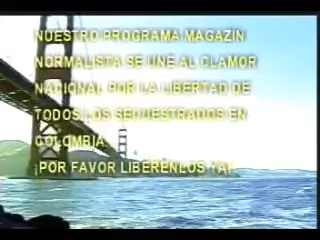 NUESTRO PROGRAMA MAGAZIN
NORMALISTA SE UNE AL CLAMOR
NACIONAL POR LA LIBERTAD DE
TODOS LOS SECUESTRADOS EN
COLOMBIA.
¡POR FAVOR LIBERENLOS YA!